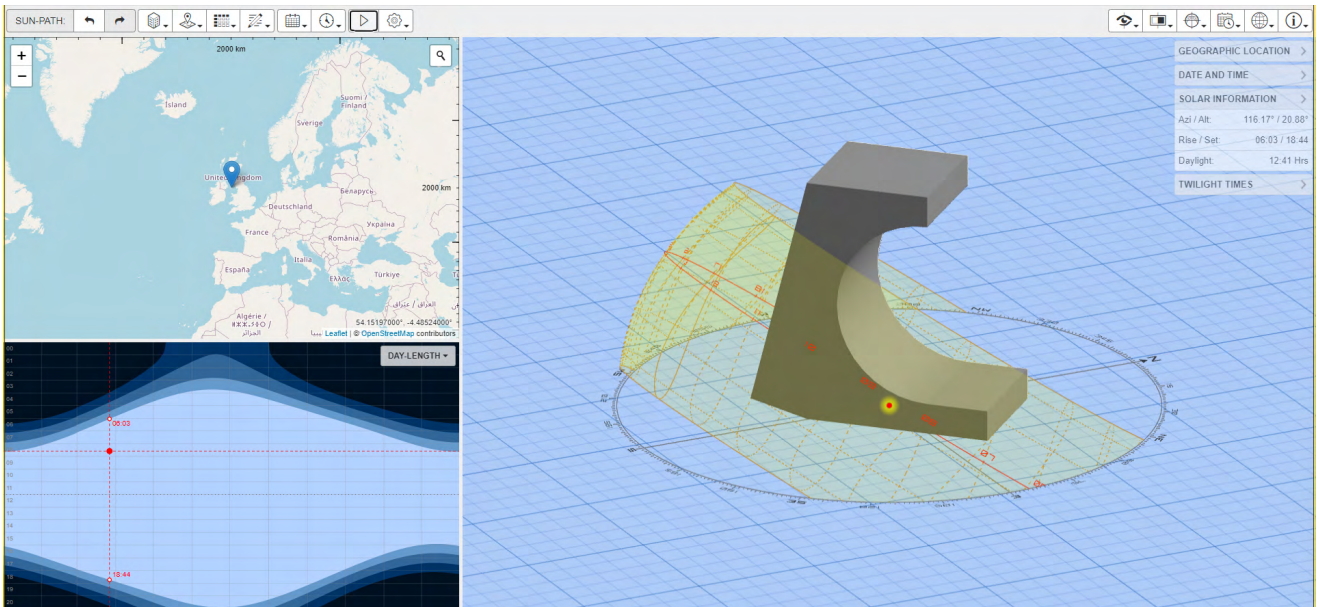 SUN-PATH:
2000 km
Ísland
Suomi /
Finland
Sverige
United Kingdom
2000 km
Беларусь
Deutschland
France
Україна
România
Italia
España
Ελλάς
Türkiye
Algérie /
العراق / عێراق
الجزائر
54.15197000°, -4.48524000°
Leaflet | © OpenStreetMap contributors
DAY-LENGTH
06:03
18:44
GEOGRAPHIC LOCATION
DATE AND TIME
SOLAR INFORMATION
Azi / Alt: 116.17° / 20.88°
Rise / Set: 06:03 / 18:44
Daylight: 12:41 Hrs
TWILIGHT TIMES